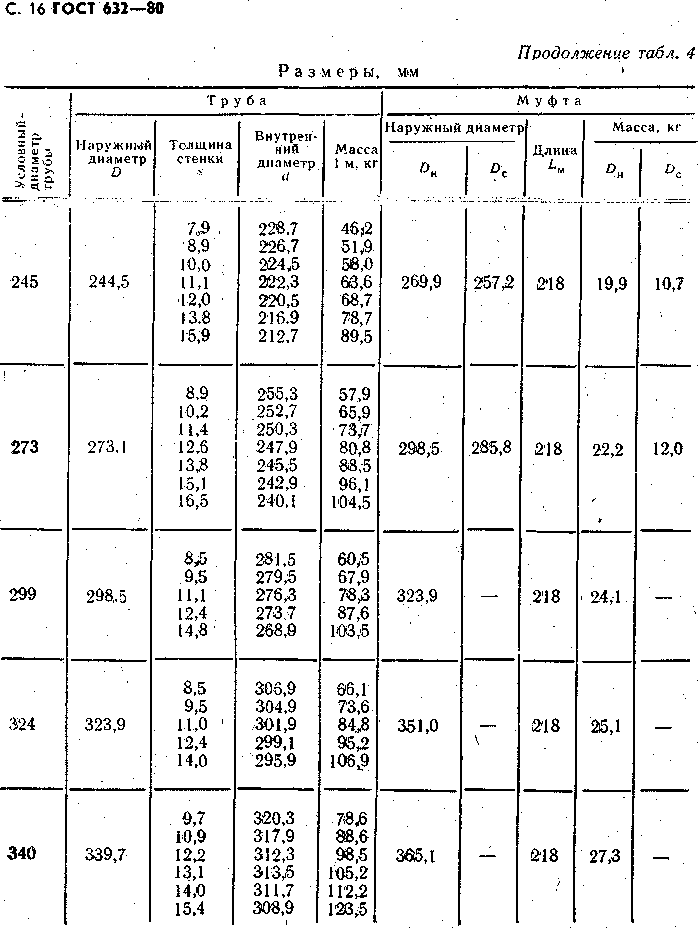 С. 16 ГОСТ 632—80
Продолжение табл. 4
Размеры, мм
Условный диаметр трубы
Труба
Муфта
Наружный диаметр D
Толщина стенки s
Внутренний диаметр d
Масса 1 м, кг
Наружный диаметр
Dн
Dс
Длина Lм
Масса, кг
Dн
Dс
7,9 228,7 46,2
8,9 226,7 51,9
10,0 224,5 58,0
245 244,5 11,1 222,3 63,6 269,9 257,2 218 19,9 10,7
12,0 220,5 68,7
13,8 216,9 78,7
15,9 212,7 89,5
8,9 255,3 57,9
10,2 252,7 65,9
11,4 250,3 73,7
273 273,1 12,6 247,9 80,8 298,5 285,8 218 22,2 12,0
13,8 245,5 88,5
15,1 242,9 96,1
16,5 240,1 104,5
8,5 281,5 60,5
9,5 279,5 67,9
299 298,5 11,1 276,3 78,3 323,9 — 218 24,1 —
12,4 273,7 87,6
14,8 268,9 103,5
8,5 306,9 66,1
9,5 304,9 73,6
324 323,9 11,0 301,9 84,8 351,0 — 218 25,1 —
12,4 299,1 95,2
14,0 295,9 106,9
9,7 320,3 78,6
10,9 317,9 88,6
340 339,7 12,2 312,3 98,5 365,1 — 218 27,3 —
13,1 313,5 105,2
14,0 311,7 112,2
15,4 308,9 123,5